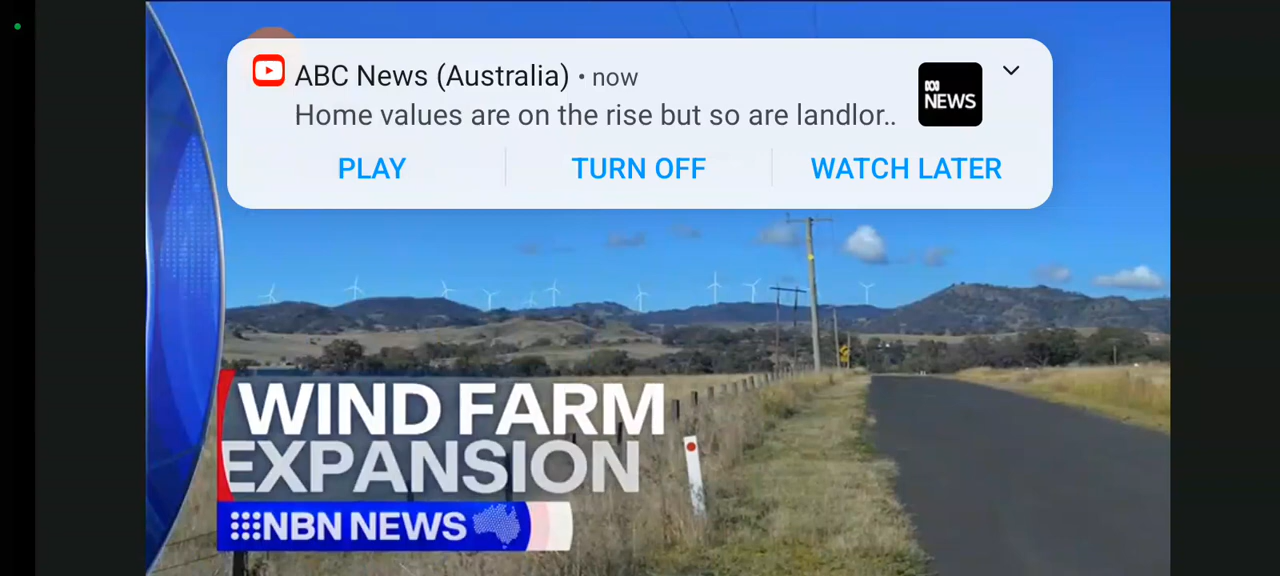 ABC News (Australia) • now
Home values are on the rise but so are landlor..
NEWS
PLAY
TURN OFF
WATCH LATER
WIND FARM
EXPANSION
NBN NEWS